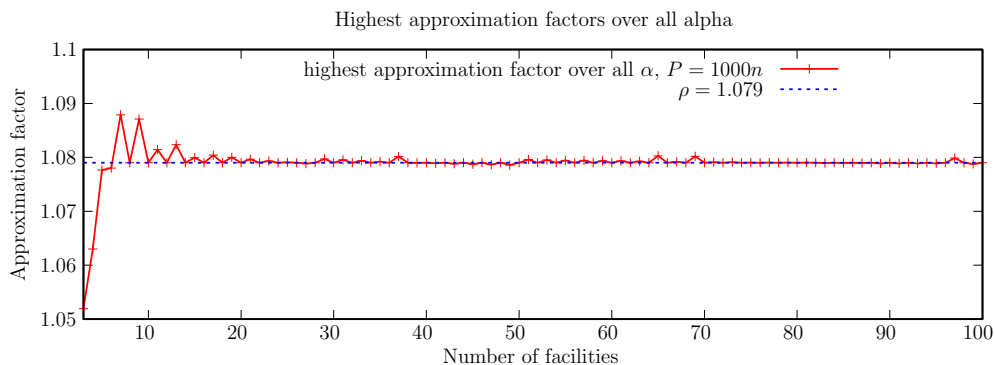 Highest approximation factors over all alpha
1.1
1.09
1.08
1.07
1.06
1.05
Approximation factor
highest approximation factor over all α, P = 1000n
ρ = 1.079
10 20 30 40 50 60 70 80 90 100
Number of facilities